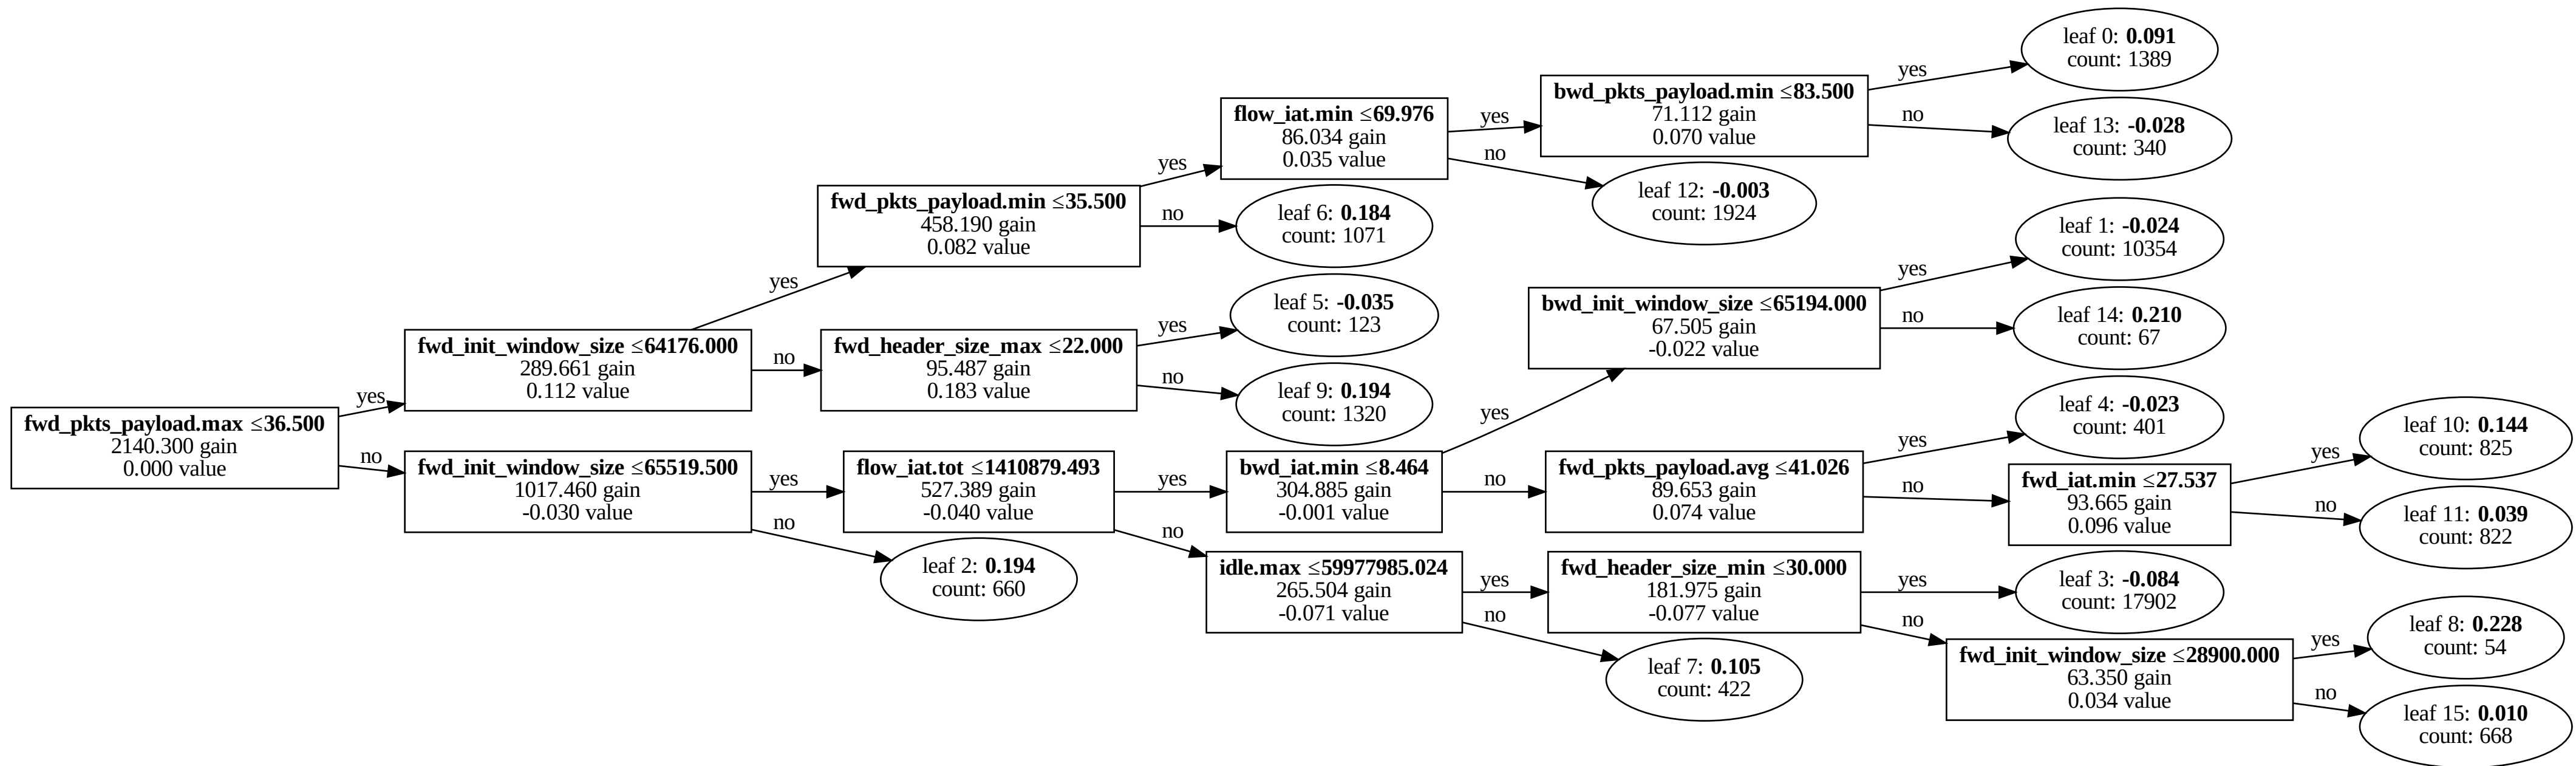 fwd_pkts_payload.max ≤36.500
2140.300 gain
0.000 value
yes
no
fwd_init_window_size ≤64176.000
289.661 gain
0.112 value
yes
no
fwd_init_window_size ≤65519.500
1017.460 gain
-0.030 value
yes
no
fwd_pkts_payload.min ≤35.500
458.190 gain
0.082 value
yes
no
fwd_header_size_max ≤22.000
95.487 gain
0.183 value
yes
no
flow_iat.tot ≤1410879.493
527.389 gain
-0.040 value
yes
no
leaf 2: 0.194
count: 660
flow_iat.min ≤69.976
86.034 gain
0.035 value
yes
no
leaf 6: 0.184
count: 1071
leaf 5: -0.035
count: 123
leaf 9: 0.194
count: 1320
bwd_iat.min ≤8.464
304.885 gain
-0.001 value
yes
no
idle.max ≤59977985.024
265.504 gain
-0.071 value
yes
no
bwd_pkts_payload.min ≤83.500
71.112 gain
0.070 value
yes
no
leaf 12: -0.003
count: 1924
bwd_init_window_size ≤65194.000
67.505 gain
-0.022 value
yes
no
fwd_pkts_payload.avg ≤41.026
89.653 gain
0.074 value
yes
no
fwd_header_size_min ≤30.000
181.975 gain
-0.077 value
yes
no
leaf 7: 0.105
count: 422
leaf 0: 0.091
count: 1389
leaf 13: -0.028
count: 340
leaf 1: -0.024
count: 10354
leaf 14: 0.210
count: 67
leaf 4: -0.023
count: 401
fwd_iat.min ≤27.537
93.665 gain
0.096 value
yes
no
leaf 3: -0.084
count: 17902
fwd_init_window_size ≤28900.000
63.350 gain
0.034 value
yes
no
leaf 10: 0.144
count: 825
leaf 11: 0.039
count: 822
leaf 8: 0.228
count: 54
leaf 15: 0.010
count: 668